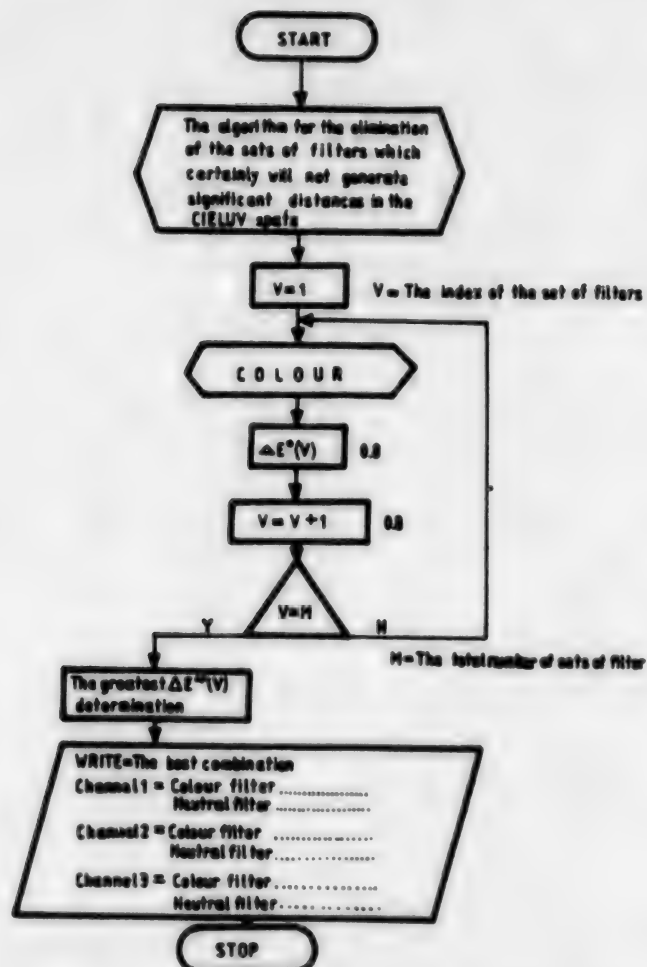 START
The algorithm for the elimination
of the sets of filters which
certainly will not generate
significant distances in the
CIELUV spate
V=1
V= The index of the set of filters
COLOUR
ΔE*(V)
V= V+1
V=M
Y
N
M=The total number of sets of filter
The greatest ΔE*(V)
determination
WRITE=The best combination
Channel1= Colour filter ....................
Neutral filter ....................
Channel2= Colour filter ....................
Neutral filter ....................
Channel3= Colour filter ....................
Neutral filter ....................
STOP